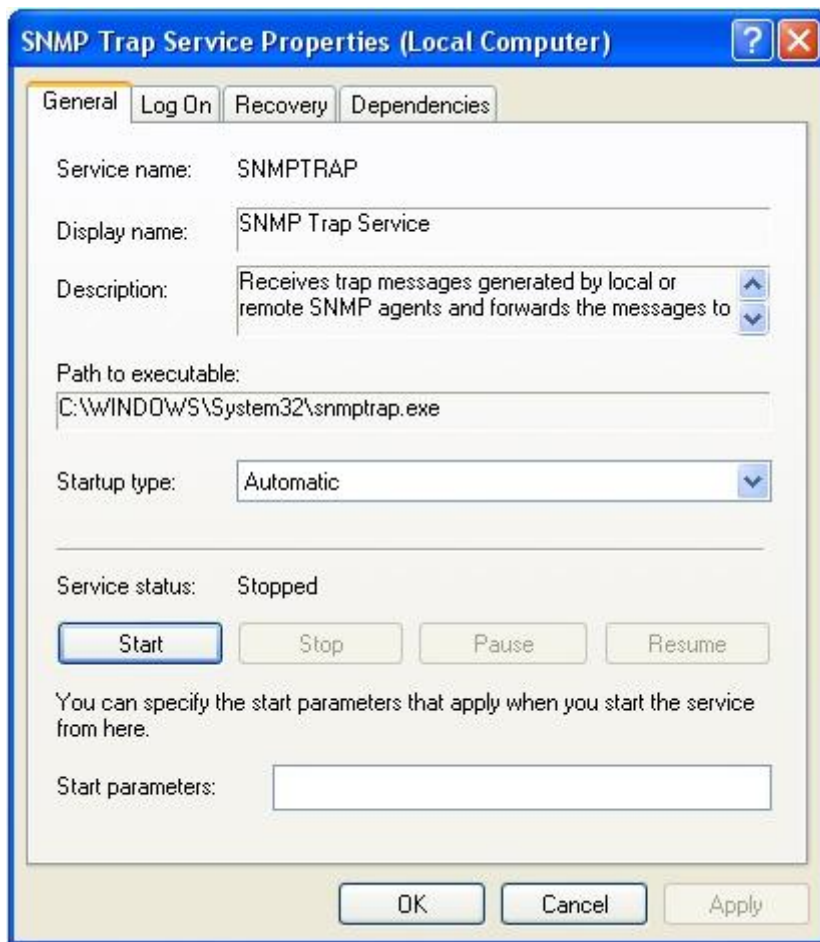 SNMP Trap Service Properties (Local Computer)
General Log On Recovery Dependencies
Service name: SNMPTRAP
Display name: SNMP Trap Service
Description: Receives trap messages generated by local or
remote SNMP agents and forwards the messages to
Path to executable:
C:\WINDOWS\System32\snmptrap.exe
Startup type: Automatic
Service status: Stopped
Start Stop Pause Resume
You can specify the start parameters that apply when you start the service
from here.
Start parameters:
OK Cancel Apply